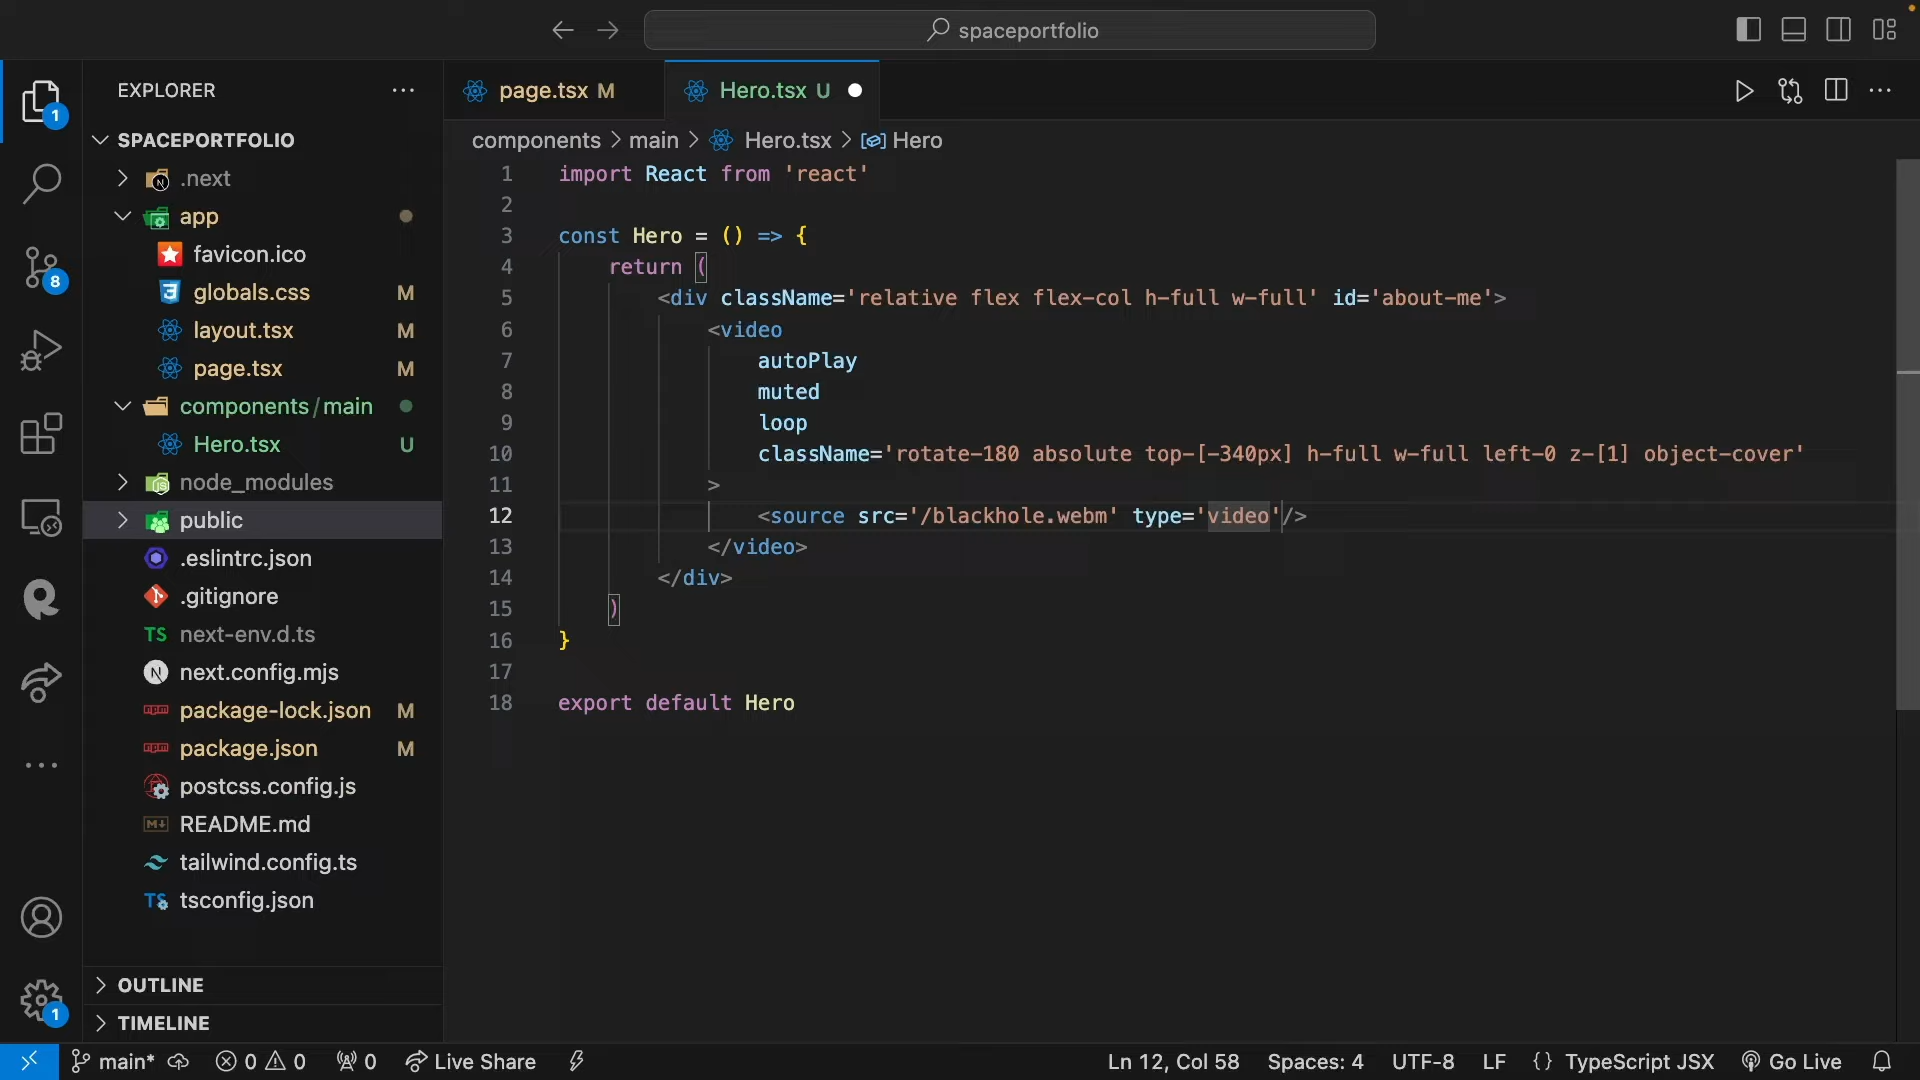 spaceportfolio
EXPLORER
page.tsx M
Hero.tsx U
1
SPACEPORTFOLIO
components > main > Hero.tsx > Hero
.next
app
favicon.ico
globals.css M
layout.tsx M
page.tsx M
components/main
Hero.tsx U
node_modules
public
.eslintrc.json
.gitignore
TS next-env.d.ts
next.config.mjs
package-lock.json M
package.json M
postcss.config.js
README.md
tailwind.config.ts
TS tsconfig.json
8
1
OUTLINE
TIMELINE
1 import React from 'react'
2
3 const Hero = () => {
4 return (
5 <div className='relative flex flex-col h-full w-full' id='about-me'>
6 <video
7 autoPlay
8 muted
9 loop
10 className='rotate-180 absolute top-[-340px] h-full w-full left-0 z-[1] object-cover'
11 >
12 <source src='/blackhole.webm' type='video'/>
13 </video>
14 </div>
15 )
16 }
17
18 export default Hero
main* 0 0 0 Live Share Ln 12, Col 58 Spaces: 4 UTF-8 LF {} TypeScript JSX Go Live